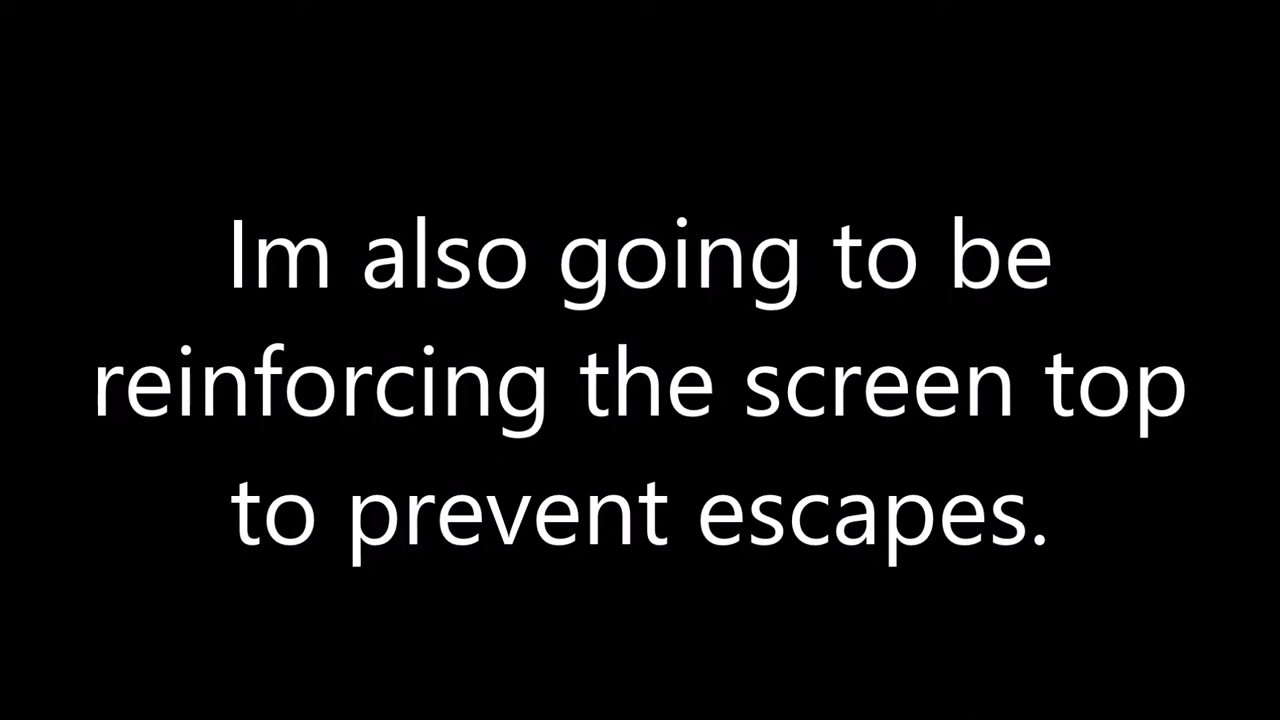 Im also going to be
reinforcing the screen top
to prevent escapes.